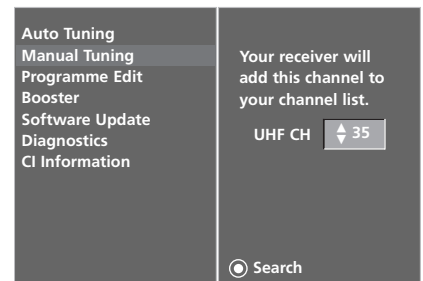 Auto Tuning
Manual Tuning
Programme Edit
Booster
Software Update
Diagnostics
CI Information
Your receiver will
add this channel to
your channel list.
UHF CH 35
Search